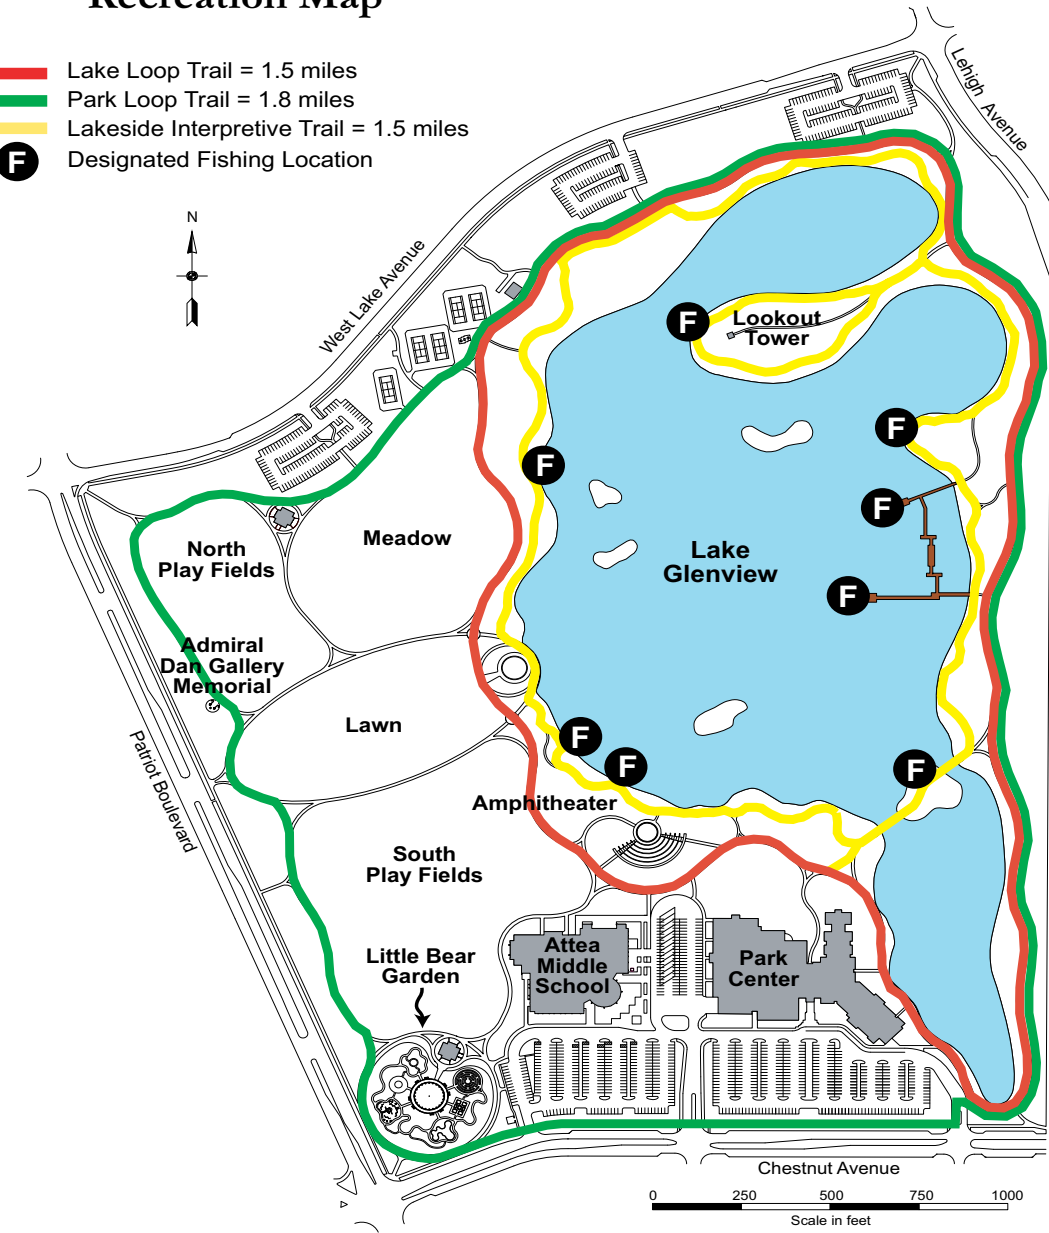 Recreation Map
Lake Loop Trail = 1.5 miles
Park Loop Trail = 1.8 miles
Lakeside Interpretive Trail = 1.5 miles
F
Designated Fishing Location
N
Lehigh Avenue
West Lake Avenue
F
Lookout
Tower
F
F
F
North
Play Fields
Meadow
Lake
Glenview
F
Admiral
Dan Gallery
Memorial
Lawn
F
F
F
Patriot Boulevard
Amphitheater
South
Play Fields
Little Bear
Garden
Attea
Middle
School
Park
Center
Chestnut Avenue
0 250 500 750 1000
Scale in feet